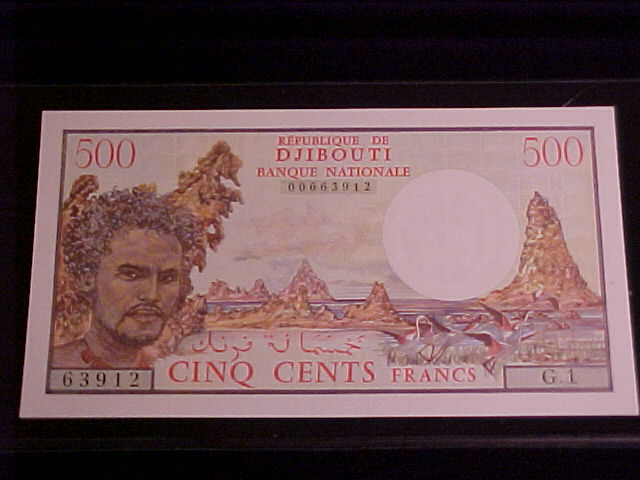 500
RÉPUBLIQUE DE
DJIBOUTI
BANQUE NATIONALE
00663912
500
خمسمائة فرنك
63912
CINQ CENTS FRANCS
G.1